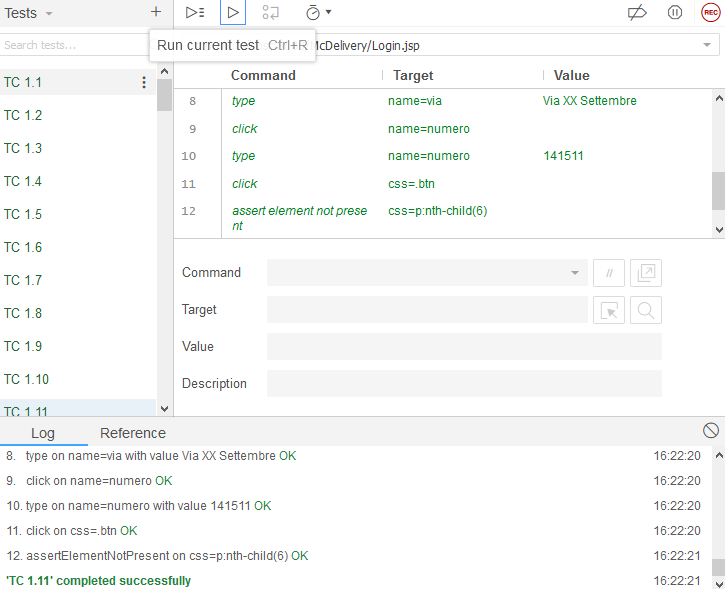 Tests
REC
Search tests...
Run current test Ctrl+R
McDelivery/Login.jsp
Command Target Value
TC 1.1
TC 1.2
TC 1.3
TC 1.4
TC 1.5
TC 1.6
TC 1.7
TC 1.8
TC 1.9
TC 1.10
TC 1.11
8 type name=via Via XX Settembre
9 click name=numero
10 type name=numero 141511
11 click css=.btn
12 assert element not prese css=p:nth-child(6)
nt
Command //
Target
Value
Description
Log Reference
8. type on name=via with value Via XX Settembre OK 16:22:20
9. click on name=numero OK 16:22:20
10. type on name=numero with value 141511 OK 16:22:20
11. click on css=.btn OK 16:22:20
12. assertElementNotPresent on css=p:nth-child(6) OK 16:22:21
'TC 1.11' completed successfully 16:22:21